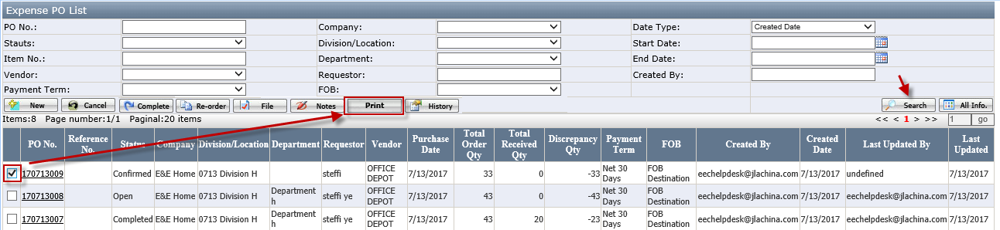 Expense PO List
PO No.: Company: Date Type: Created Date
Stauts: Division/Location: Start Date:
Item No.: Department: End Date:
Vendor: Requestor: Created By:
Payment Term: FOB:
New Cancel Complete Re-order File Notes Print History Search All Info.
Items:8 Page number:1/1 Paginal:20 items << < 1 > >> 1 go
PO No. Reference No. Status Company Division/Location Department Requestor Vendor Purchase Date Total Order Qty Total Received Qty Discrepancy Qty Payment Term FOB Created By Created Date Last Updated By Last Updated
170713009 Confirmed E&E Home 0713 Division H steffi OFFICE DEPOT 7/13/2017 33 0 -33 Net 30 Days FOB Destination eechelpdesk@jlachina.com 7/13/2017 undefined 7/13/2017
170713008 Open E&E Home 0713 Division H Department h steffi ye OFFICE DEPOT 7/13/2017 43 0 -43 Net 30 Days FOB Destination eechelpdesk@jlachina.com 7/13/2017 eechelpdesk@jlachina.com 7/13/2017
170713007 Completed E&E Home 0713 Division H Department h steffi ye OFFICE DEPOT 7/13/2017 43 20 -23 Net 30 Days FOB Destination eechelpdesk@jlachina.com 7/13/2017 eechelpdesk@jlachina.com 7/13/2017